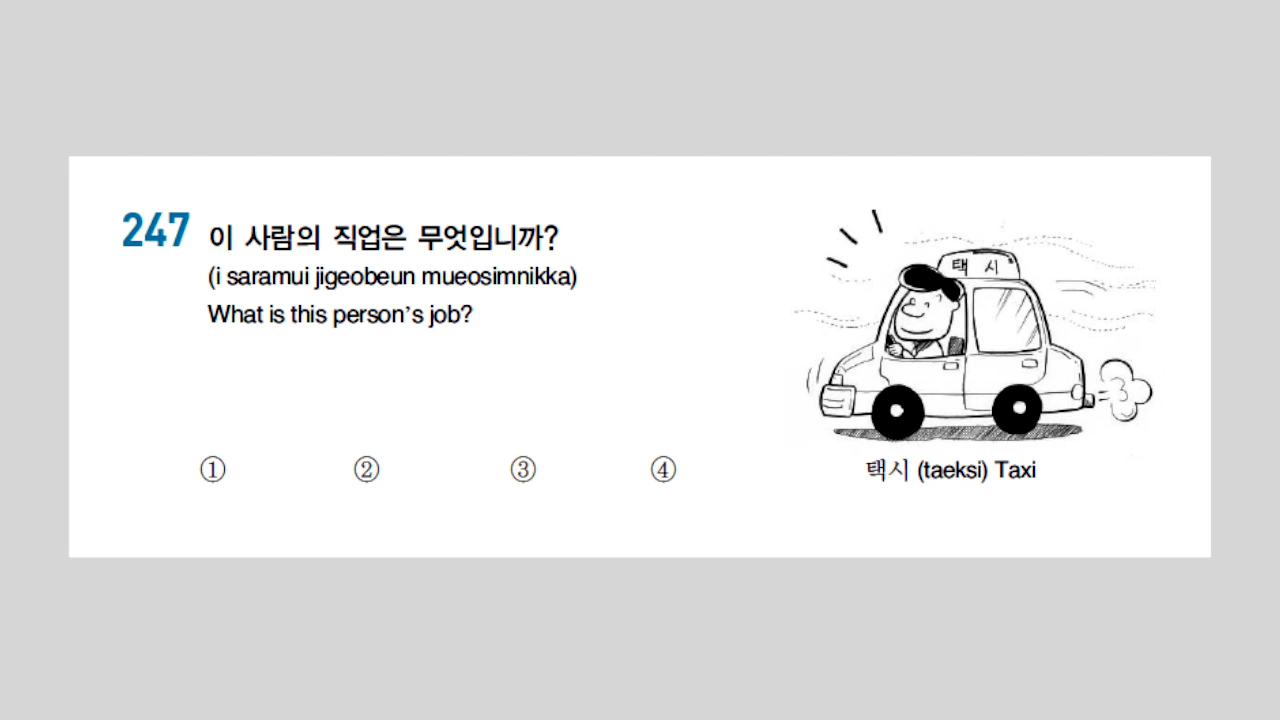 247 이 사람의 직업은 무엇입니까?
(i saramui jigeobeun mueosimnikka)
What is this person's job?
택 시
① ② ③ ④
택시 (taeksi) Taxi